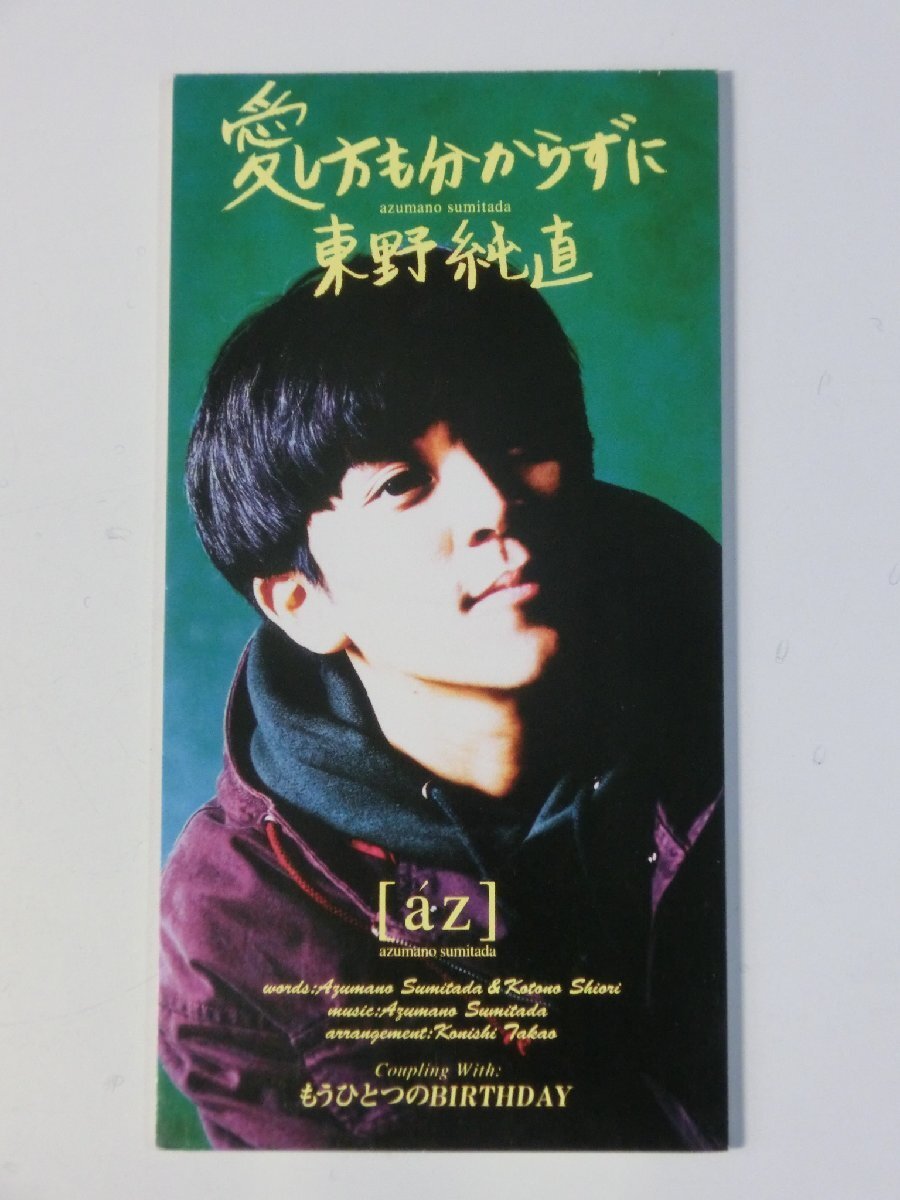 愛し方も分からずに
azumano sumitada
東野純直
[áz]
azumano sumitada
words:Azumano Sumitada & Kotono Shiori
music:Azumano Sumitada
arrangement:Konishi Takao
Coupling With:
もうひとつのBIRTHDAY